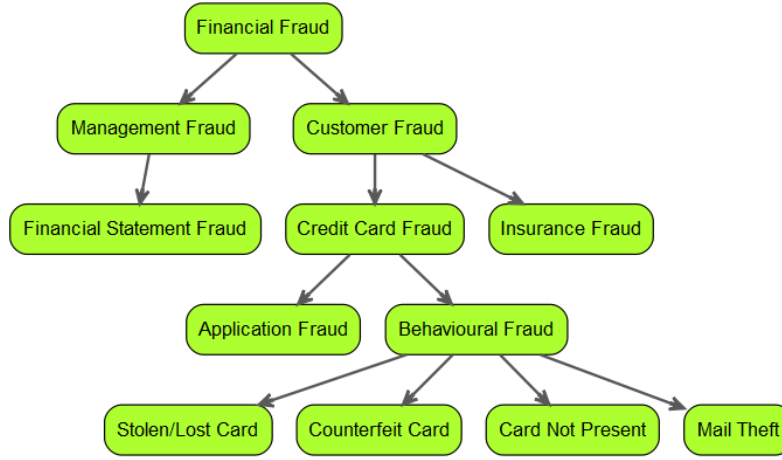 Financial Fraud
Management Fraud
Customer Fraud
Financial Statement Fraud
Credit Card Fraud
Insurance Fraud
Application Fraud
Behavioural Fraud
Stolen/Lost Card
Counterfeit Card
Card Not Present
Mail Theft